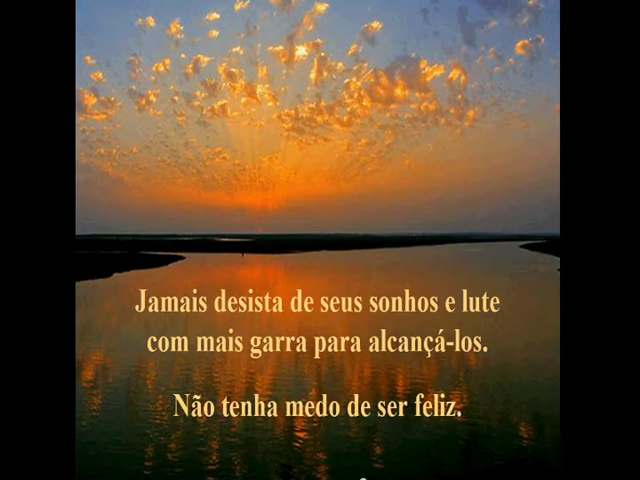 Jamais desista de seus sonhos e lute
com mais garra para alcançá-los.
Não tenha medo de ser feliz.